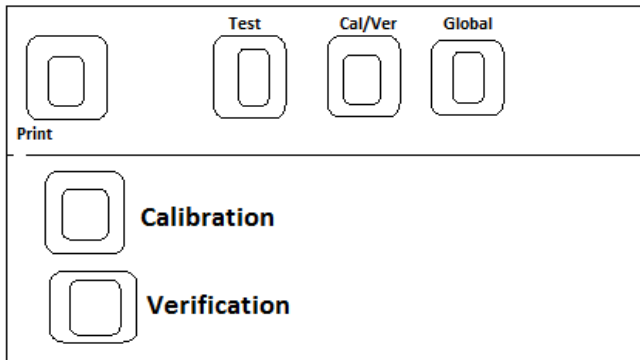 Test Cal/Ver Global
Print
Calibration
Verification